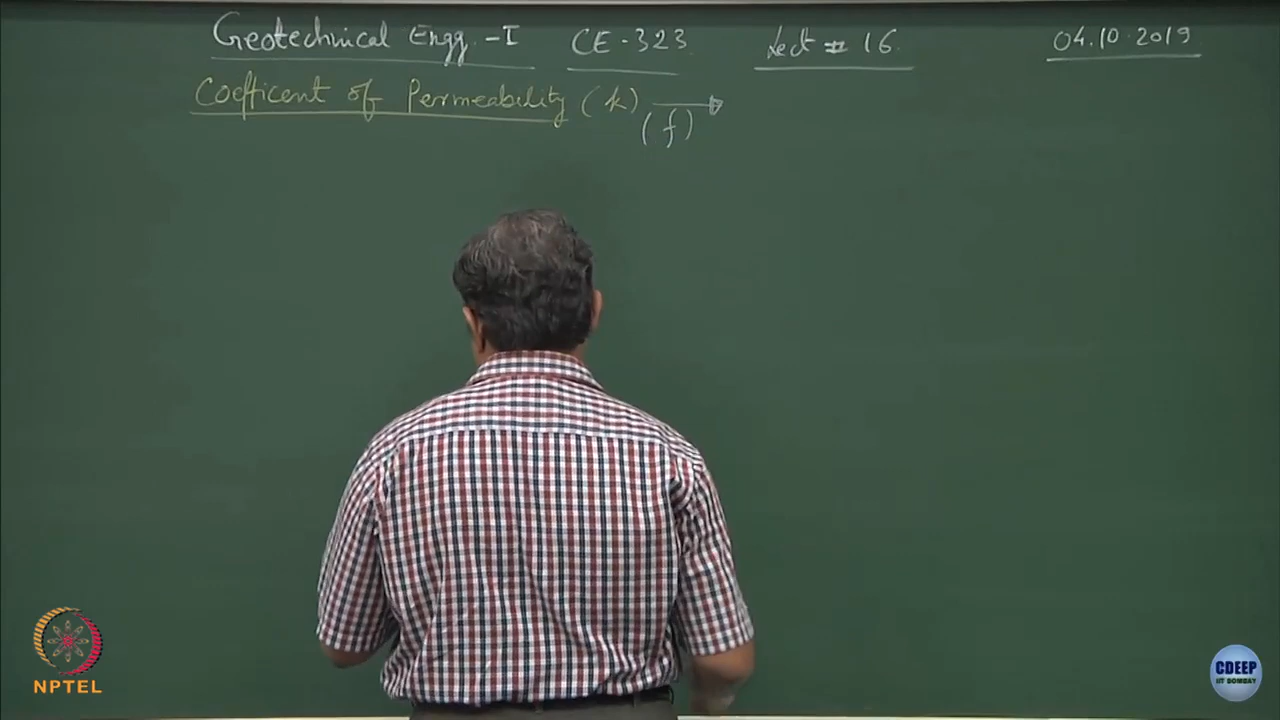 Geotechnical Engg. -I CE-323 Lect # 16. 04.10.2019
Coefficent of Permeability (k) →
(f)
NPTEL
CDEEP
IIT BOMBAY